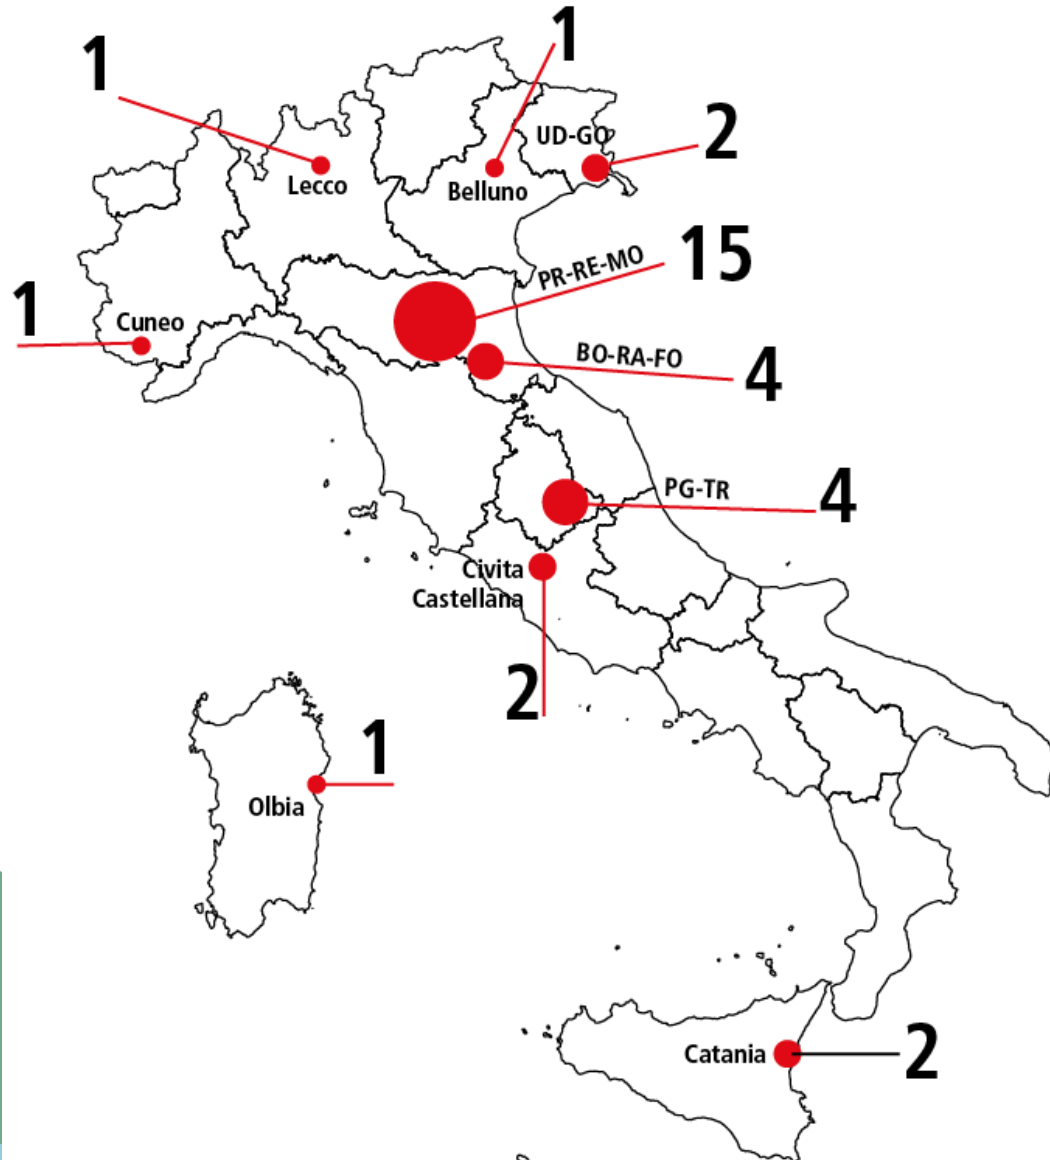 1
1
UD-GO
2
Lecco
Belluno
PR-RE-MO
15
1
Cuneo
BO-RA-FO
4
PG-TR
4
Civita
Castellana
2
1
Olbia
Catania
2